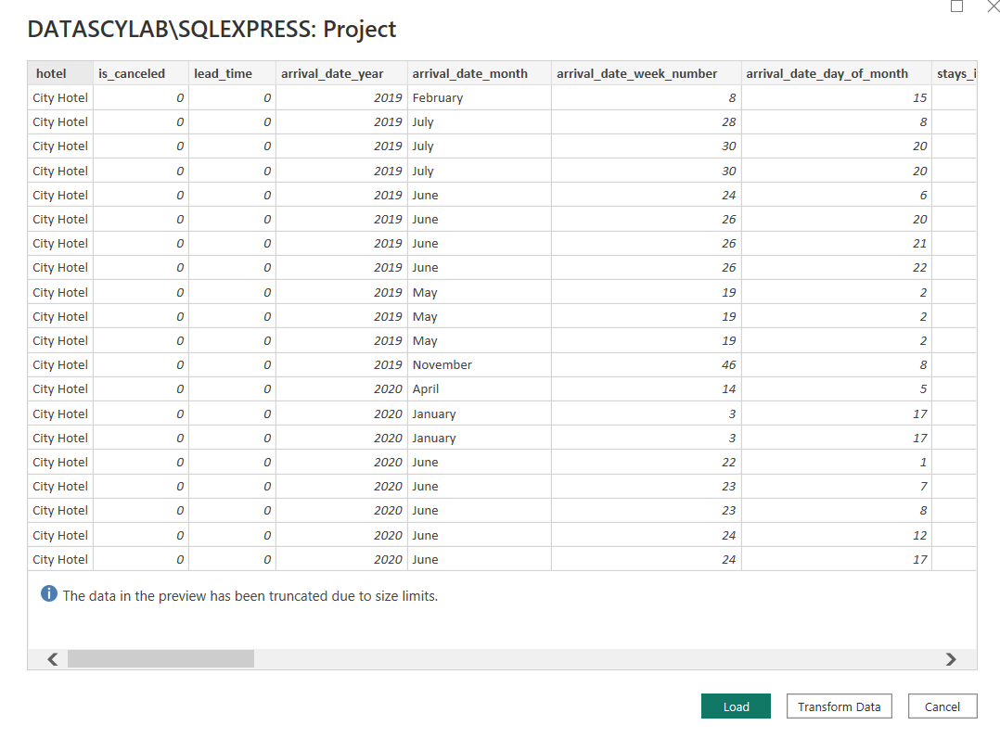 DATASCYLAB\SQLEXPRESS: Project
hotel is_canceled lead_time arrival_date_year arrival_date_month arrival_date_week_number arrival_date_day_of_month stays_i
City Hotel 0 0 2019 February 8 15
City Hotel 0 0 2019 July 28 8
City Hotel 0 0 2019 July 30 20
City Hotel 0 0 2019 July 30 20
City Hotel 0 0 2019 June 24 6
City Hotel 0 0 2019 June 26 20
City Hotel 0 0 2019 June 26 21
City Hotel 0 0 2019 June 26 22
City Hotel 0 0 2019 May 19 2
City Hotel 0 0 2019 May 19 2
City Hotel 0 0 2019 May 19 2
City Hotel 0 0 2019 November 46 8
City Hotel 0 0 2020 April 14 5
City Hotel 0 0 2020 January 3 17
City Hotel 0 0 2020 January 3 17
City Hotel 0 0 2020 June 22 1
City Hotel 0 0 2020 June 23 7
City Hotel 0 0 2020 June 23 8
City Hotel 0 0 2020 June 24 12
City Hotel 0 0 2020 June 24 17
The data in the preview has been truncated due to size limits.
Load Transform Data Cancel